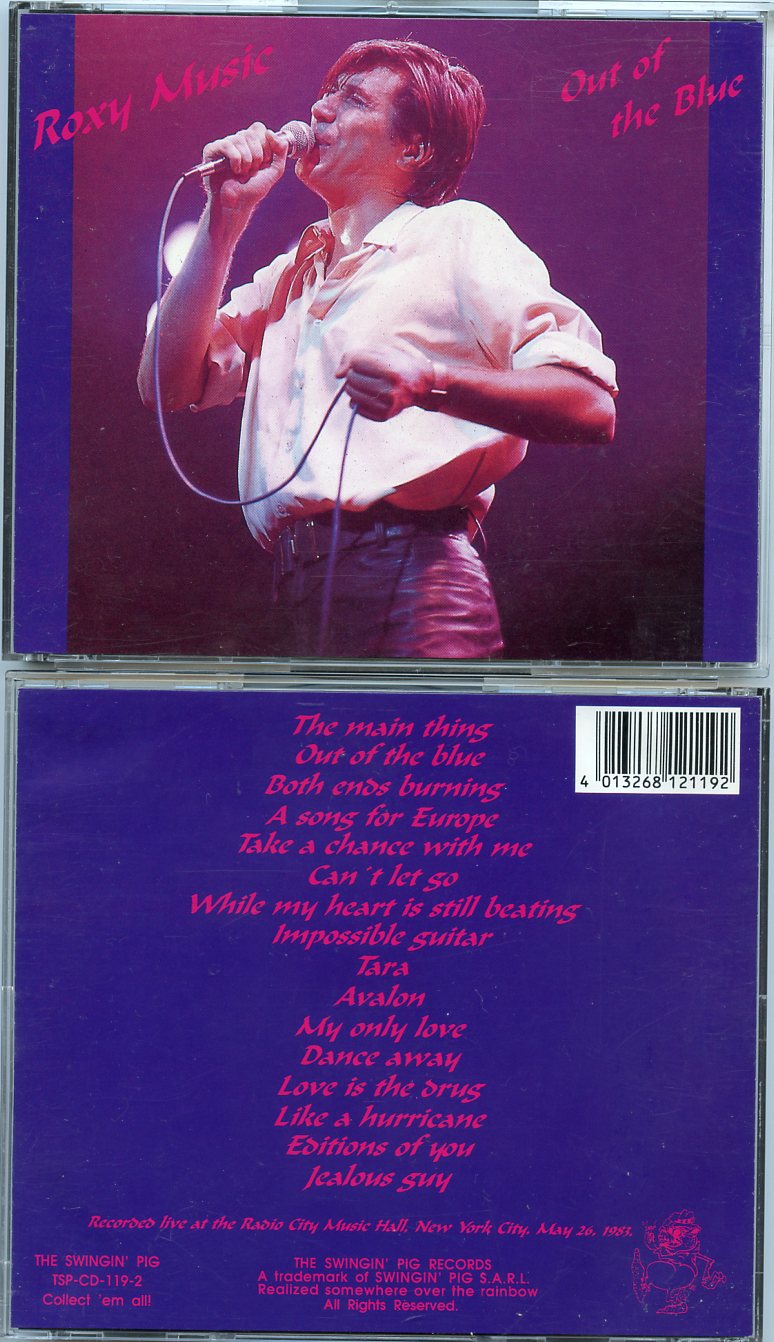 Roxy Music
Out of
the Blue
The main thing
Out of the blue
Both ends burning
A song for Europe
Take a chance with me
Can´t let go
While my heart is still beating
Impossible guitar
Tara
Avalon
My only love
Dance away
Love is the drug
Like a hurricane
Editions of you
Jealous guy
4 013268 121192
Recorded live at the Radio City Music Hall, New York City, May 26, 1983.
THE SWINGIN' PIG
TSP-CD-119-2
Collect 'em all!
THE SWINGIN' PIG RECORDS
A trademark of SWINGIN' PIG S.A.R.L.
Realized somewhere over the rainbow
All Rights Reserved.